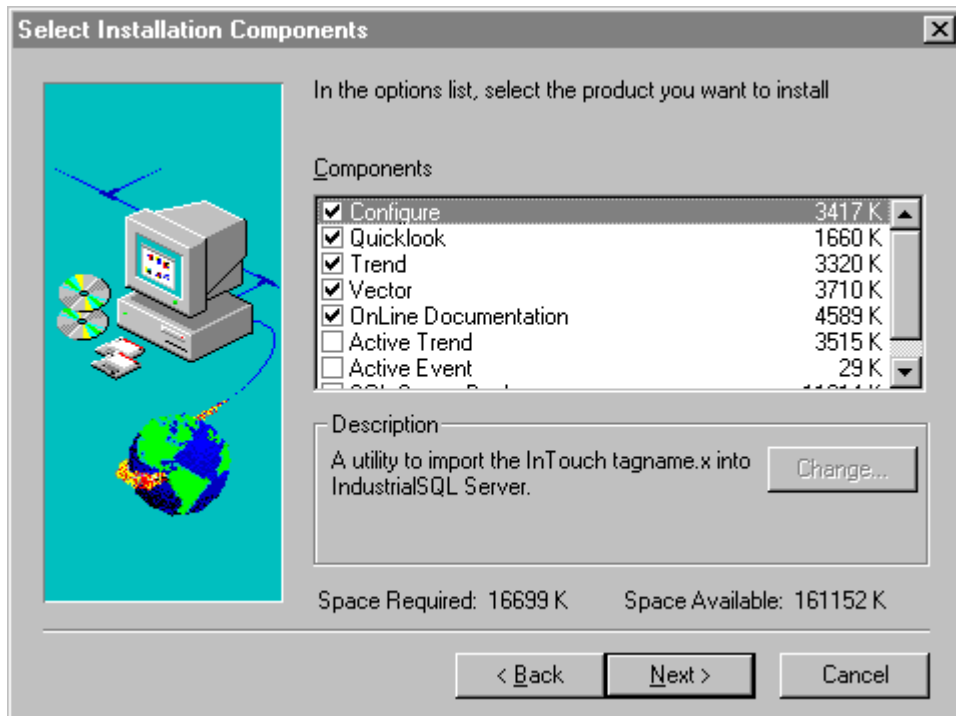 Select Installation Components
In the options list, select the product you want to install
Components
Configure 3417 K
Quicklook 1660 K
Trend 3320 K
Vector 3710 K
OnLine Documentation 4589 K
Active Trend 3515 K
Active Event 29 K
Description
A utility to import the InTouch tagname.x into
IndustrialSQL Server.
Change...
Space Required: 16699 K Space Available: 161152 K
< Back Next > Cancel